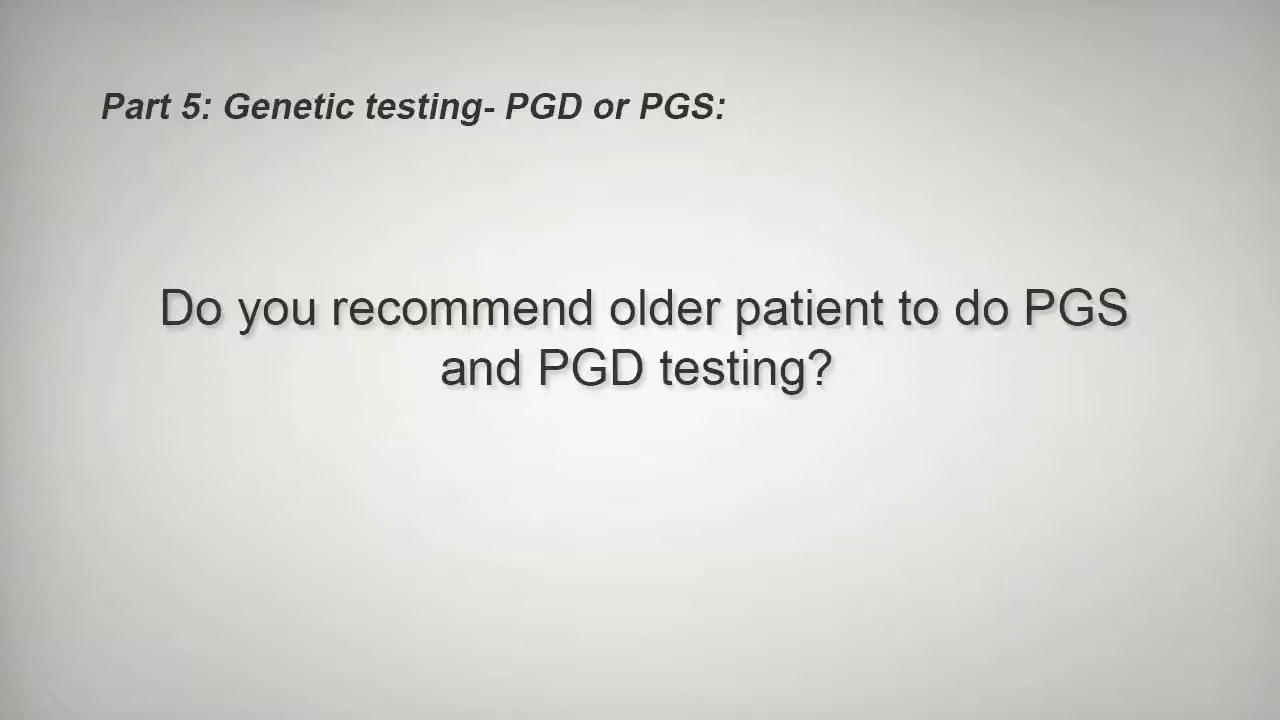 Part 5: Genetic testing- PGD or PGS:
Do you recommend older patient to do PGS
and PGD testing?